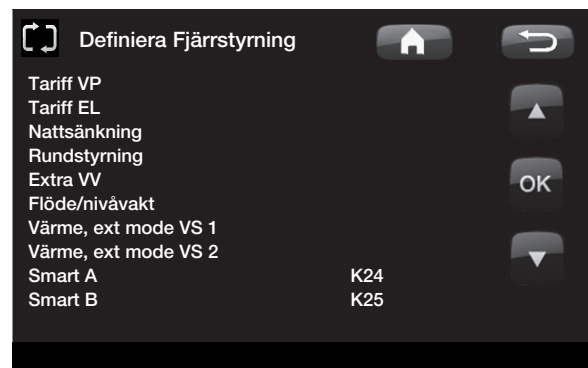 Definiera Fjärrstyrning
Tariff VP
Tariff EL
Nattsänkning
Rundstyrning
Extra VV
OK
Flöde/nivåvakt
Värme, ext mode VS 1
Värme, ext mode VS 2
Smart A K24
Smart B K25